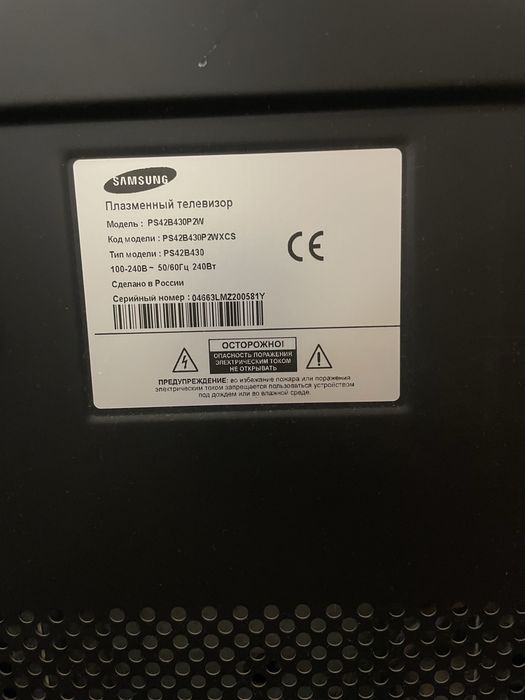 SAMSUNG
Плазменный телевизор
Модель : PS42B430P2W
Код модели : PS42B430P2WXCS
Тип модели : PS42B430
100-240В ~ 50/60Гц 240Вт
Сделано в России
Серийный номер : 04663LMZ200581Y
CE
ОСТОРОЖНО!
ОПАСНОСТЬ ПОРАЖЕНИЯ
ЭЛЕКТРИЧЕСКИМ ТОКОМ
НЕ ОТКРЫВАТЬ
ПРЕДУПРЕЖДЕНИЕ: во избежание пожара или поражения
электрическим током запрещается пользоваться устройством
под дождем или во влажной среде.